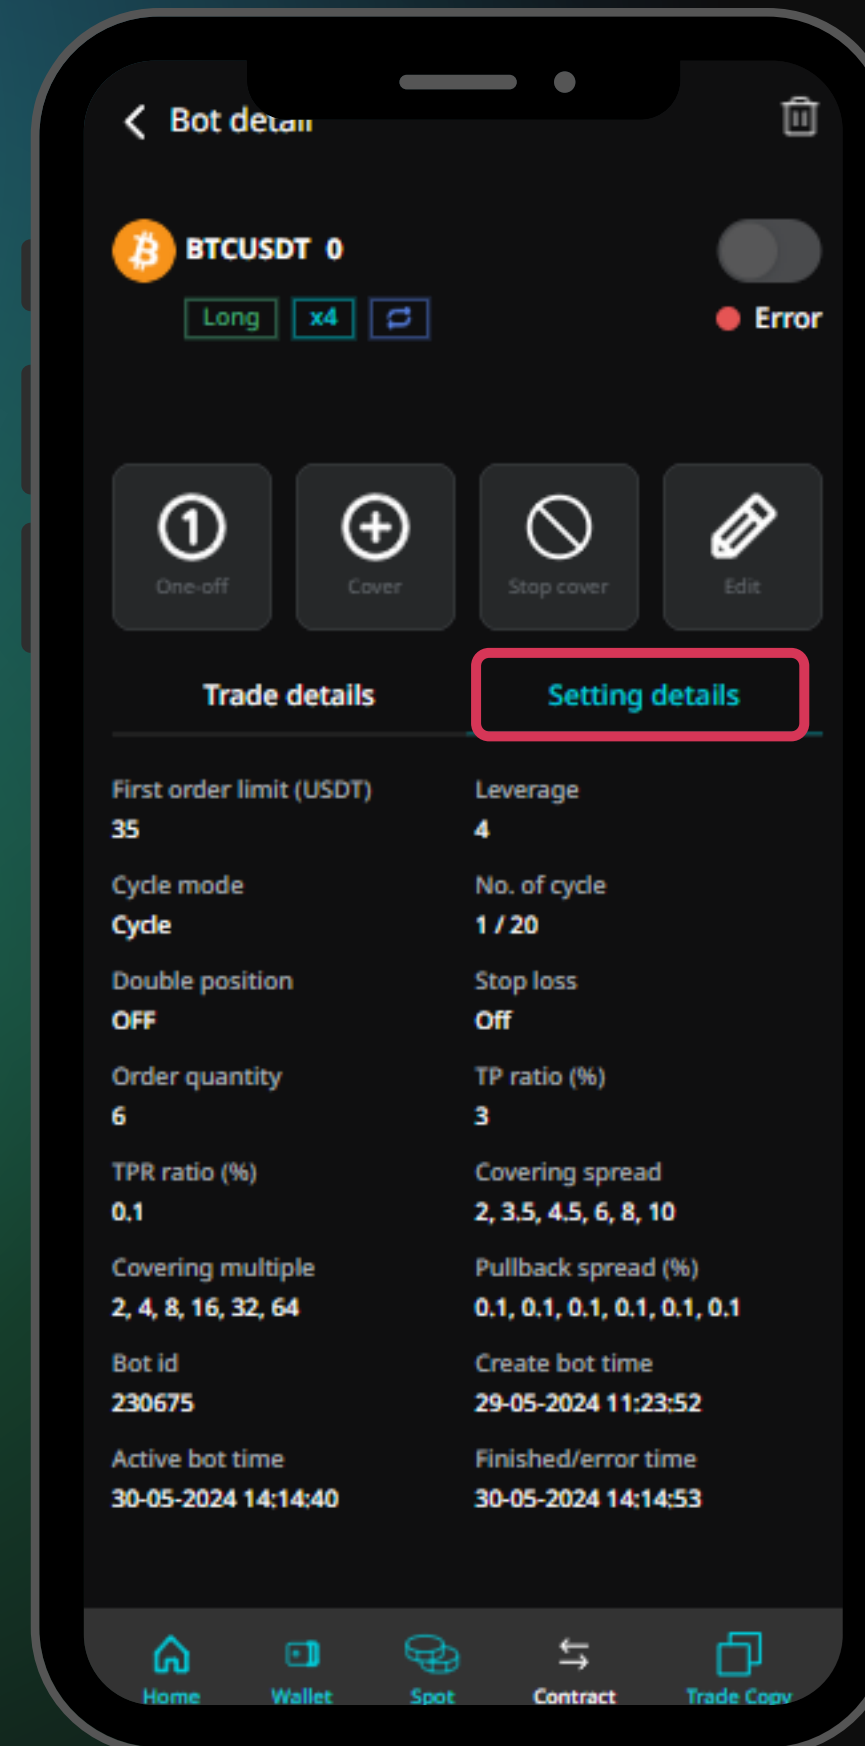 Bot detail
BTCUSDT 0
Long x4
Error
1
One-off Cover Stop cover Edit
Trade details Setting details
First order limit (USDT) Leverage
35 4
Cycle mode No. of cycle
Cycle 1 / 20
Double position Stop loss
OFF Off
Order quantity TP ratio (%)
6 3
TPR ratio (%) Covering spread
0.1 2, 3.5, 4.5, 6, 8, 10
Covering multiple Pullback spread (%)
2, 4, 8, 16, 32, 64 0.1, 0.1, 0.1, 0.1, 0.1, 0.1
Bot id Create bot time
230675 29-05-2024 11:23:52
Active bot time Finished/error time
30-05-2024 14:14:40 30-05-2024 14:14:53
Home Wallet Spot Contract Trade Copy